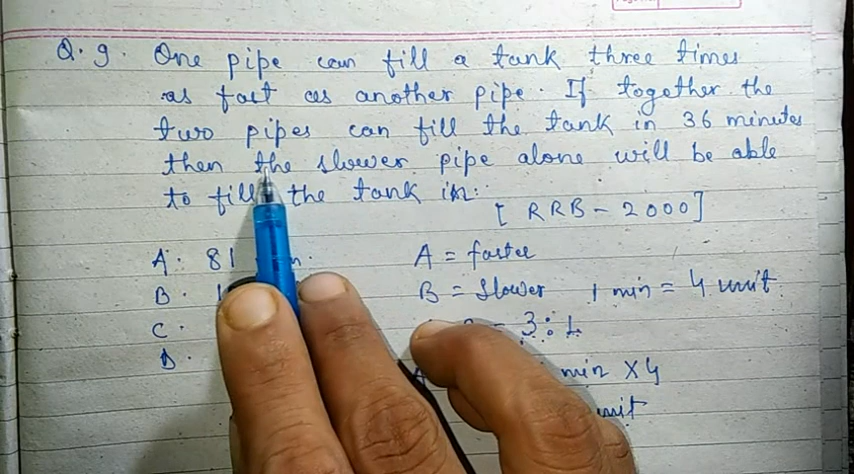 Q.9. One pipe can fill a tank three times
as fast as another pipe. If together the
two pipes can fill the tank in 36 minutes
then the slower pipe alone will be able
to fill the tank in:
[RRB - 2000]
A. 81
B.
C.
D.
A = faster
B = Slower 1 min = 4 unit.
= 3:1
min X4
unit